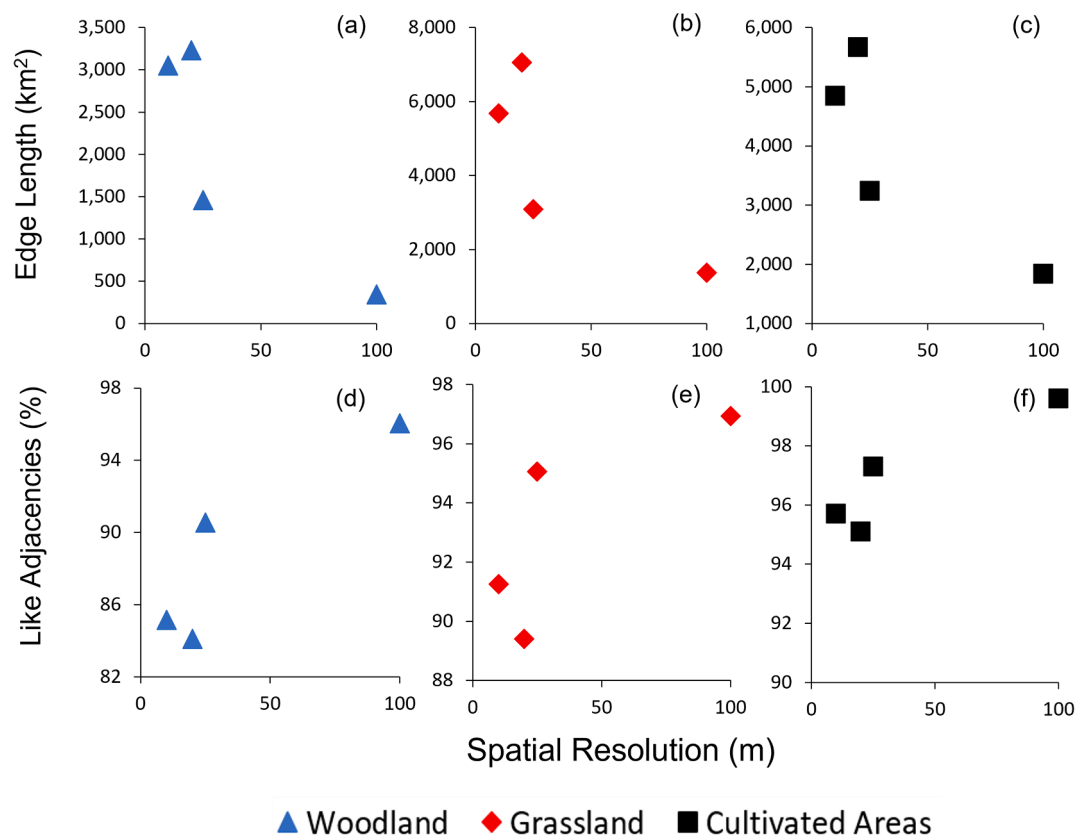 (a)
(b)
(c)
Edge Length (km²)
3,500
3,000
2,500
2,000
1,500
1,000
500
0
0 50 100
8,000
6,000
4,000
2,000
0
0 50 100
6,000
5,000
4,000
3,000
2,000
1,000
0 50 100
(d)
(e)
(f)
Like Adjacencies (%)
98
94
90
86
82
0 50 100
98
96
94
92
90
88
0 50 100
100
98
96
94
92
90
0 50 100
Spatial Resolution (m)
Woodland Grassland Cultivated Areas